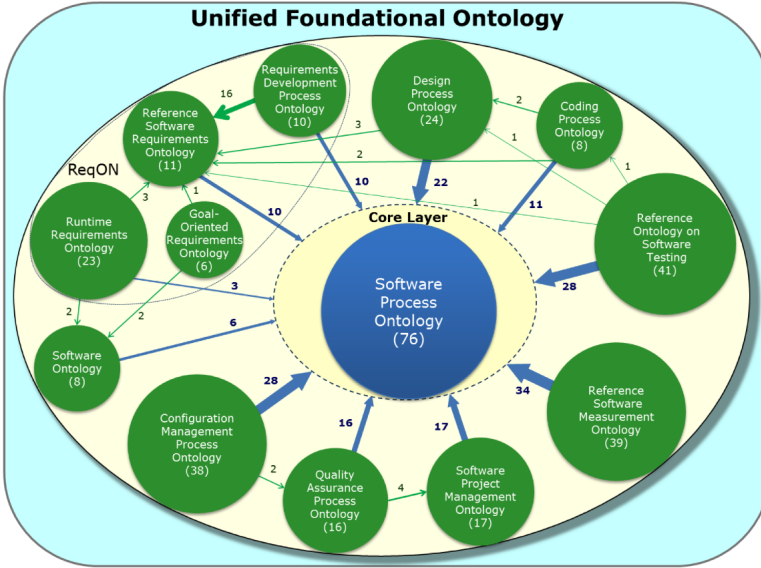 Unified Foundational Ontology
Requirements
Development
Process
Ontology
(10)
Design
Process
Ontology
(24)
Coding
Process
Ontology
(8)
Reference
Software
Requirements
Ontology
(11)
16
3
2
2
1
1
ReqON
10
22
11
1
10
3
1
Runtime
Requirements
Ontology
(23)
Goal-
Oriented
Requirements
Ontology
(6)
Core Layer
Reference
Ontology on
Software
Testing
(41)
Software
Process
Ontology
(76)
3
28
2
2
6
Software
Ontology
(8)
28
34
Configuration
Management
Process
Ontology
(38)
Reference
Software
Measurement
Ontology
(39)
16
17
2
4
Quality
Assurance
Process
Ontology
(16)
Software
Project
Management
Ontology
(17)